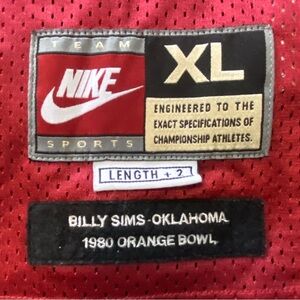 TEAM
NIKE
SPORTS
XL
ENGINEERED TO THE
EXACT SPECIFICATIONS OF
CHAMPIONSHIP ATHLETES.
LENGTH + 2
BILLY SIMS-OKLAHOMA
1980 ORANGE BOWL